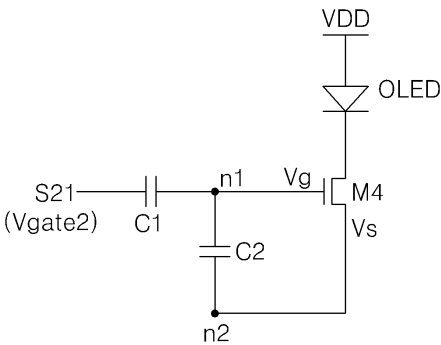 VDD
OLED
n1
Vg
M4
S21
(Vgate2)
C1
Vs
C2
n2